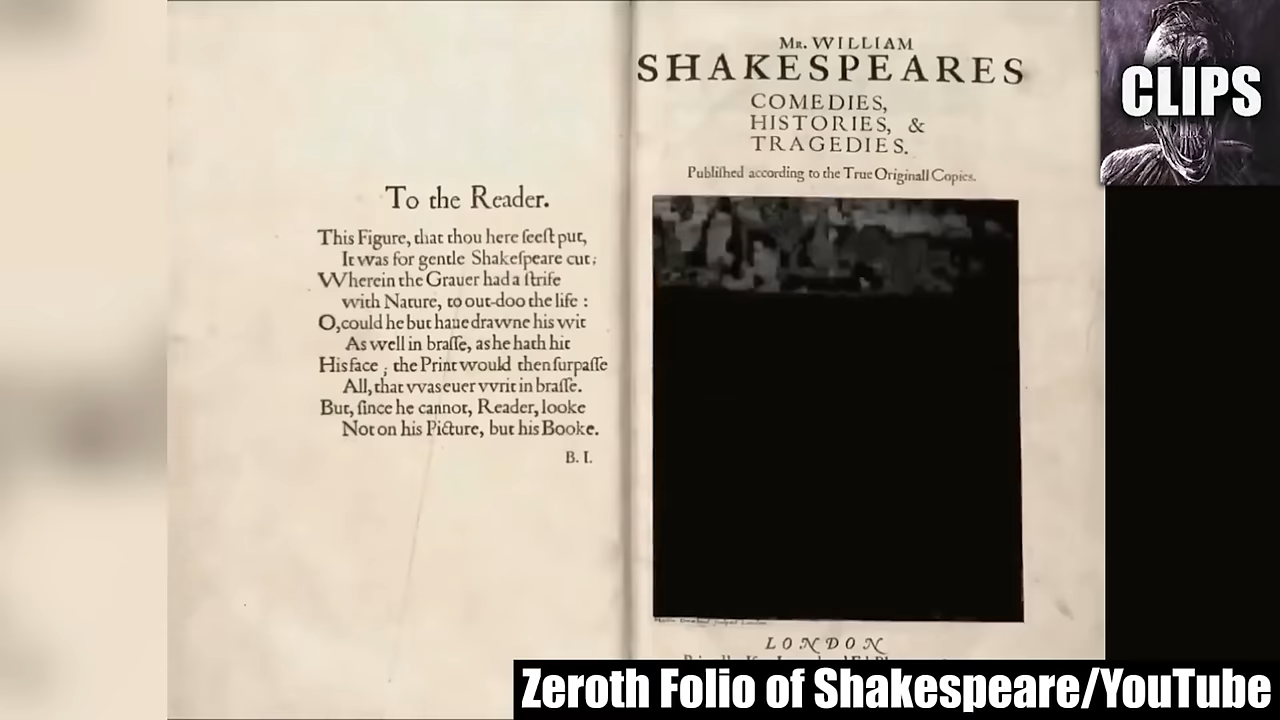 To the Reader.
This Figure, that thou here ſeeſt put,
It was for gentle Shakeſpeare cut;
Wherein the Grauer had a ſtrife
with Nature, to out-doo the life :
O, could he but haue drawne his wit
As well in braſſe, as he hath hit
His face ; the Print would then ſurpaſſe
All, that vvas euer vvrit in braſſe.
But, ſince he cannot, Reader, looke
Not on his Picture, but his Booke.
B. I.
Mr. WILLIAM
SHAKESPEARES
COMEDIES,
HISTORIES, &
TRAGEDIES.
Publiſhed according to the True Originall Copies.
LONDON
CLIPS
Zeroth Folio of Shakespeare/YouTube